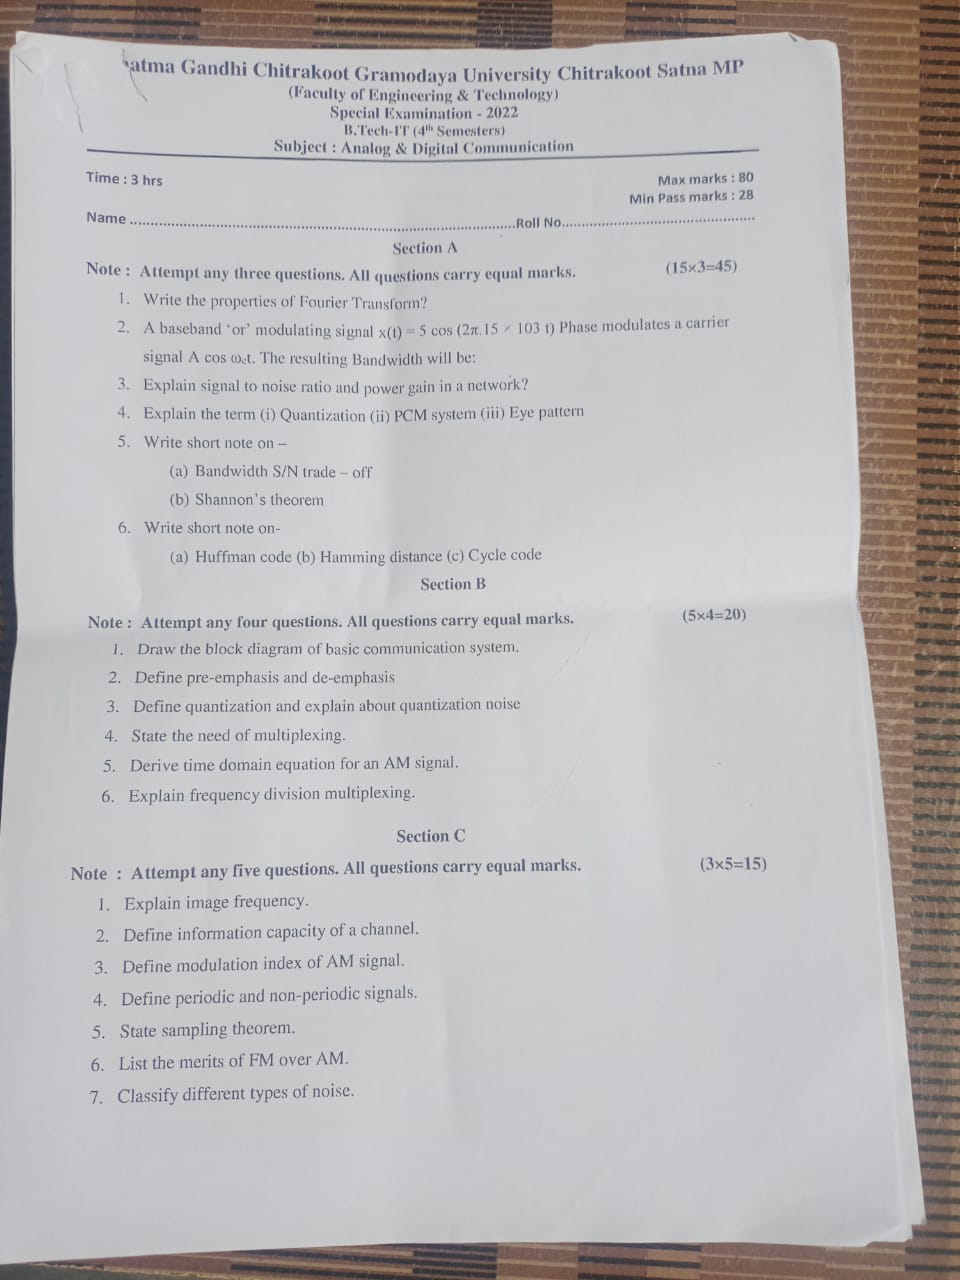 Gandhi Chitrakoot Gramodaya University Chitrakoot Satna MP
(Faculty of Engineering & Technology)
Special Examination - 2022
B.Tech-IT (4th Semesters)
Subject : Analog & Digital Communication
Time : 3 hrs
Max marks : 80
Min Pass marks : 28
Name ........................................................................................Roll No.............................................
Section A
Note : Attempt any three questions. All questions carry equal marks. (15×3=45)
1. Write the properties of Fourier Transform?
2. A baseband 'or' modulating signal x(t) = 5 cos (2π.15 × 103 t) Phase modulates a carrier
signal A cos ωct. The resulting Bandwidth will be:
3. Explain signal to noise ratio and power gain in a network?
4. Explain the term (i) Quantization (ii) PCM system (iii) Eye pattern
5. Write short note on –
(a) Bandwidth S/N trade – off
(b) Shannon's theorem
6. Write short note on-
(a) Huffman code (b) Hamming distance (c) Cycle code
Section B
Note : Attempt any four questions. All questions carry equal marks. (5×4=20)
1. Draw the block diagram of basic communication system.
2. Define pre-emphasis and de-emphasis
3. Define quantization and explain about quantization noise
4. State the need of multiplexing.
5. Derive time domain equation for an AM signal.
6. Explain frequency division multiplexing.
Section C
Note : Attempt any five questions. All questions carry equal marks. (3×5=15)
1. Explain image frequency.
2. Define information capacity of a channel.
3. Define modulation index of AM signal.
4. Define periodic and non-periodic signals.
5. State sampling theorem.
6. List the merits of FM over AM.
7. Classify different types of noise.